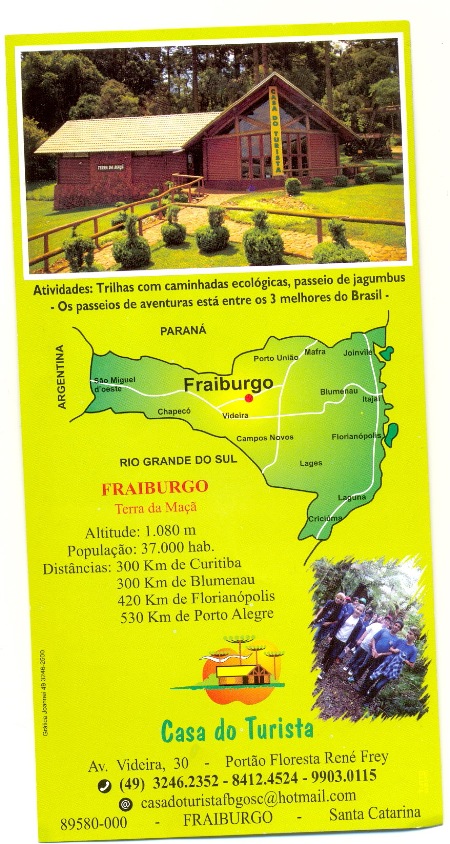 CASA DO TURISTA
TERRA DA MAÇÃ
Atividades: Trilhas com caminhadas ecológicas, passeio de jagumbus
- Os passeios de aventuras está entre os 3 melhores do Brasil -
PARANÁ
ARGENTINA
Porto União
Mafra
Joinvile
São Miguel
d'oeste
Fraiburgo
Blumenau
Itajaí
Chapecó
Videira
Campos Novos
Florianópolis
RIO GRANDE DO SUL
Lages
Laguna
Criciúma
FRAIBURGO
Terra da Maçã
Altitude: 1.080 m
População: 37.000 hab.
Distâncias: 300 Km de Curitiba
300 Km de Blumenau
420 Km de Florianópolis
530 Km de Porto Alegre
Casa do Turista
Av. Videira, 30 - Portão Floresta René Frey
(49) 3246.2352 - 8412.4524 - 9903.0115
@ casadoturistafbgosc@hotmail.com
89580-000 - FRAIBURGO - Santa Catarina